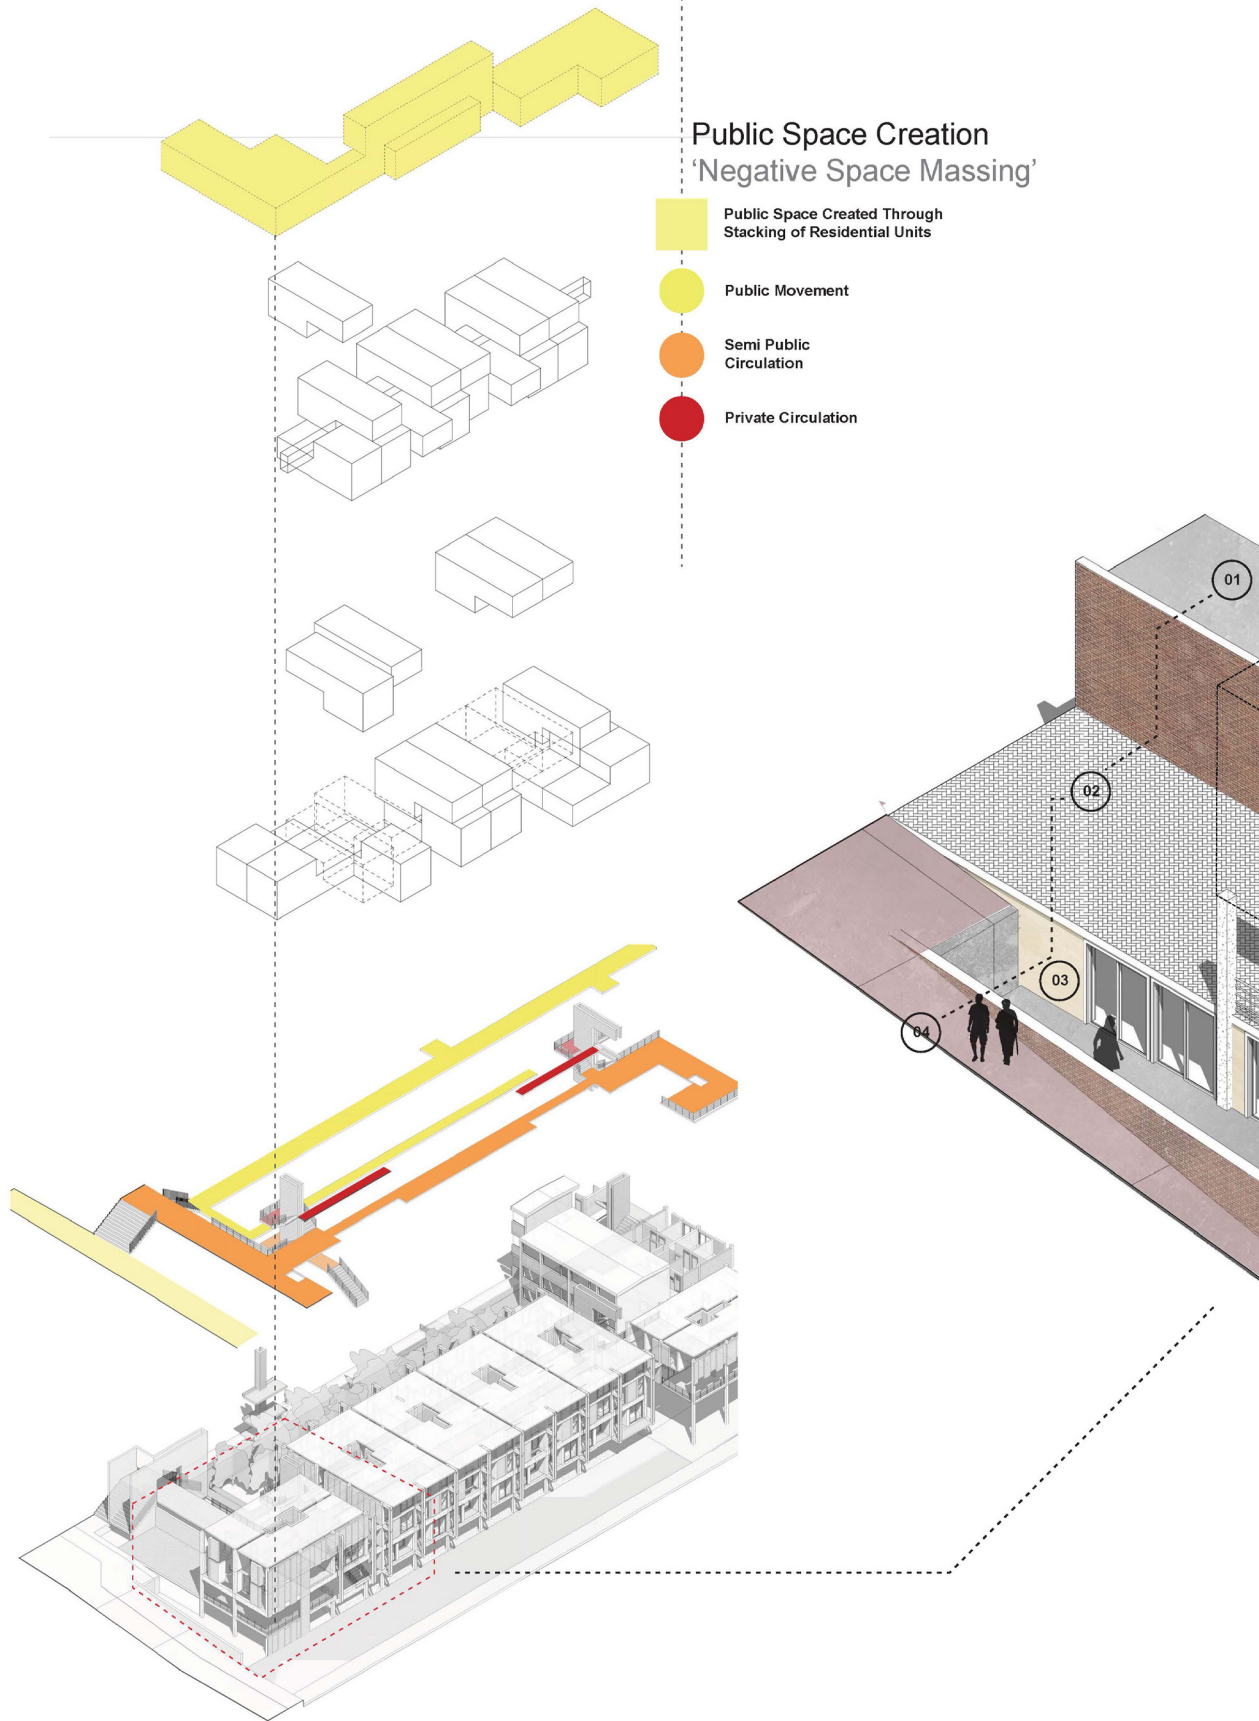 Public Space Creation
‘Negative Space Massing’
Public Space Created Through
Stacking of Residential Units
Public Movement
Semi Public
Circulation
Private Circulation
01
02
03
04